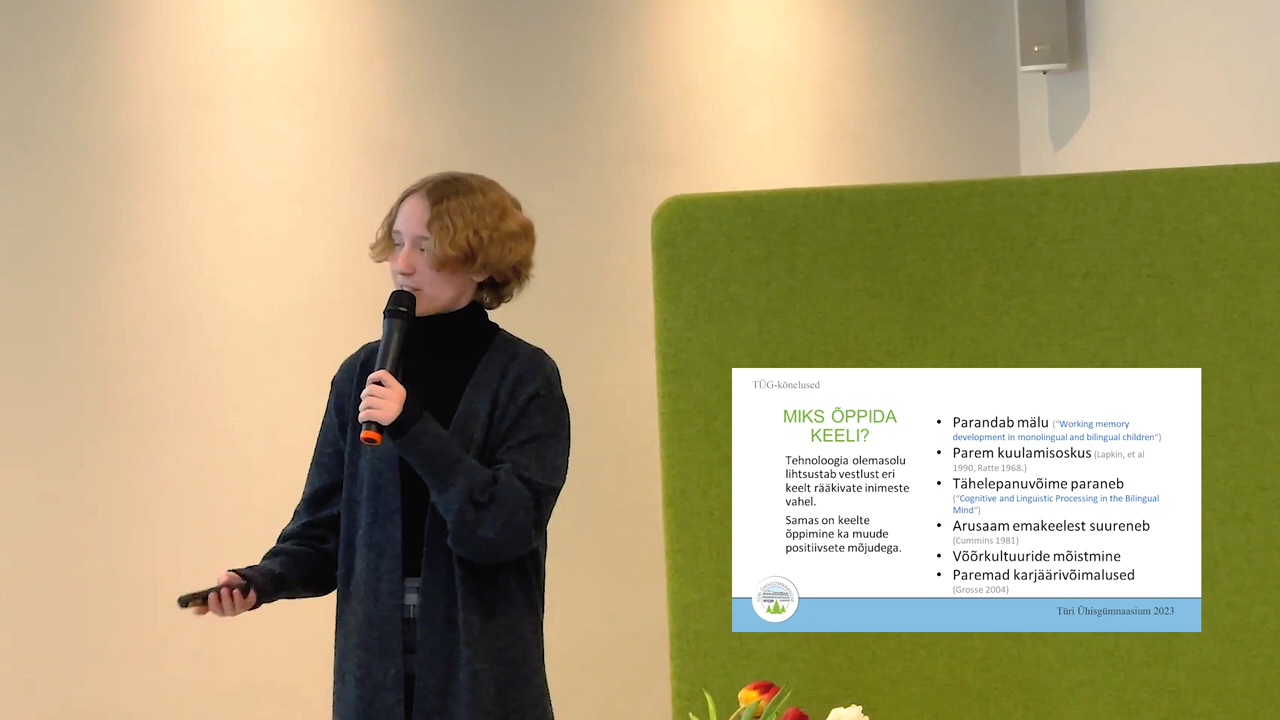 TÜG-kõnelused
MIKS ÕPPIDA
KEELI?
Tehnoloogia olemasolu
lihtsustab vestlust eri
keelt rääkivate inimeste
vahel.
Samas on keelte
õppimine ka muude
positiivsete mõjudega.
• Parandab mälu (“Working memory
development in monolingual and bilingual children”)
• Parem kuulamisoskus (Lapkin, et al
1990, Ratte 1968.)
• Tähelepanuvõime paraneb
(“Cognitive and Linguistic Processing in the Bilingual
Mind”)
• Arusaam emakeelest suureneb
(Cummins 1981)
• Võõrkultuuride mõistmine
• Paremad karjäärivõimalused
(Grosse 2004)
Türi Ühisgümnaasium 2023